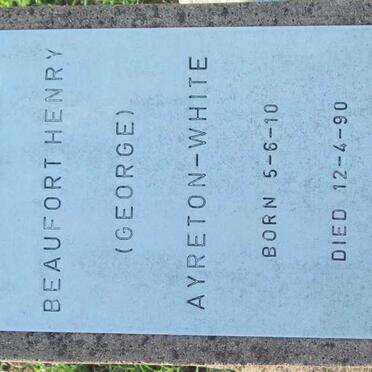 BEAUFORT HENRY
(GEORGE)
AYRETON-WHITE
BORN 5-6-10
DIED 12-4-90